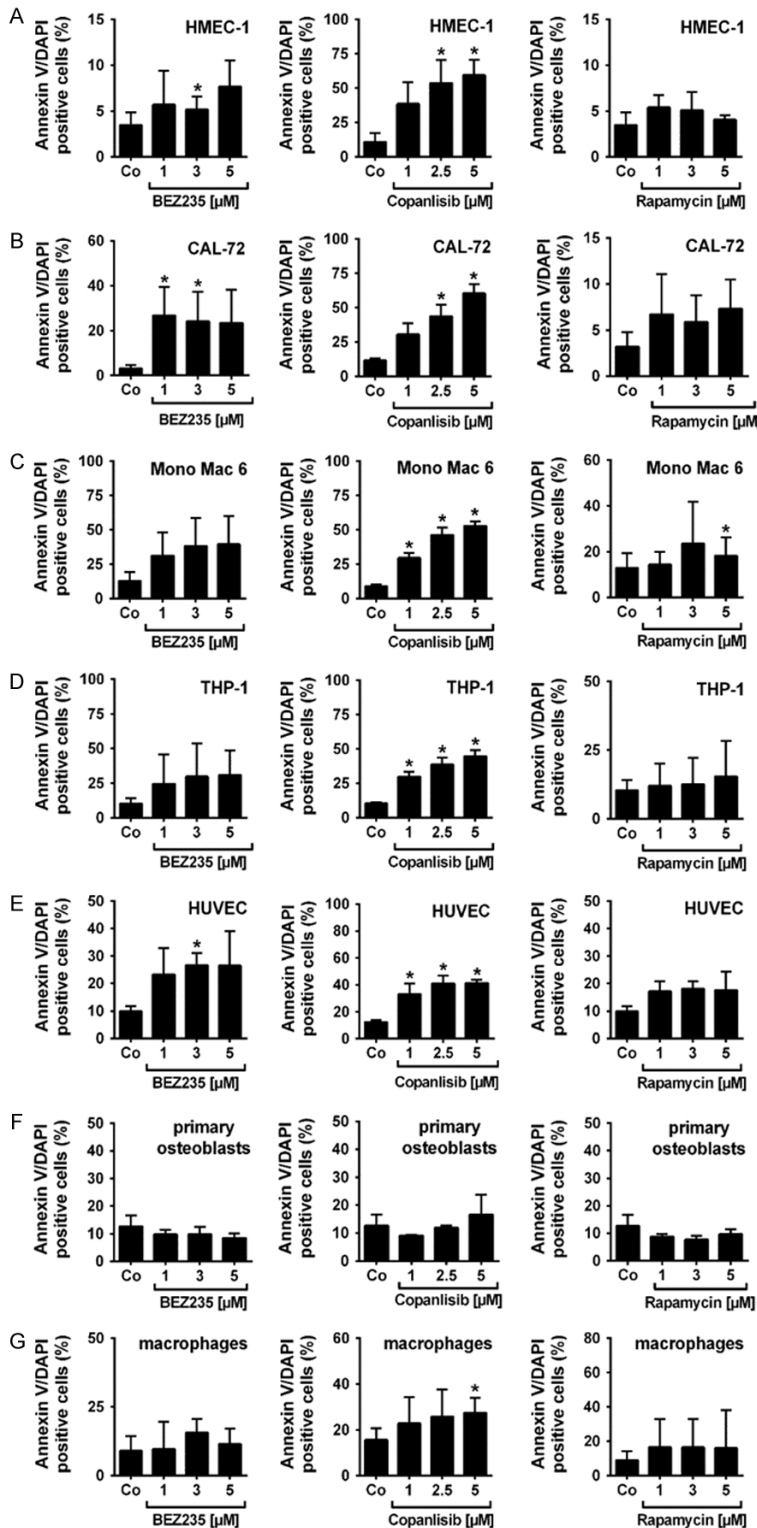 A
Annexin V/DAPI
positive cells (%)
HMEC-1
15
10
5
0
*
Co 1 3 5
BEZ235 [µM]
Annexin V/DAPI
positive cells (%)
HMEC-1
100
75
50
25
0
* *
Co 1 2.5 5
Copanlisib [µM]
Annexin V/DAPI
positive cells (%)
HMEC-1
15
10
5
0
Co 1 3 5
Rapamycin [µM]
B
Annexin V/DAPI
positive cells (%)
CAL-72
60
40
20
0
* *
Co 1 3 5
BEZ235 [µM]
Annexin V/DAPI
positive cells (%)
CAL-72
100
75
50
25
0
* *
Co 1 2.5 5
Copanlisib [µM]
Annexin V/DAPI
positive cells (%)
CAL-72
15
10
5
0
Co 1 3 5
Rapamycin [µM
C
Annexin V/DAPI
positive cells (%)
Mono Mac 6
100
75
50
25
0
Co 1 3 5
BEZ235 [µM]
Annexin V/DAPI
positive cells (%)
Mono Mac 6
100
75
50
25
0
* * *
Co 1 2.5 5
Copanlisib [µM]
Annexin V/DAPI
positive cells (%)
Mono Mac 6
60
40
20
0
*
Co 1 3 5
Rapamycin [µM]
D
Annexin V/DAPI
positive cells (%)
THP-1
100
75
50
25
0
Co 1 3 5
BEZ235 [µM]
Annexin V/DAPI
positive cells (%)
THP-1
100
75
50
25
0
* * *
Co 1 2.5 5
Copanlisib [µM]
Annexin V/DAPI
positive cells (%)
THP-1
50
25
0
Co 1 3 5
Rapamycin [µM]
E
Annexin V/DAPI
positive cells (%)
HUVEC
50
40
30
20
10
0
*
Co 1 3 5
BEZ235 [µM]
Annexin V/DAPI
positive cells (%)
HUVEC
100
80
60
40
20
0
* * *
Co 1 2.5 5
Copanlisib [µM]
Annexin V/DAPI
positive cells (%)
HUVEC
50
40
30
20
10
0
Co 1 3 5
Rapamycin [µM]
F
Annexin V/DAPI
positive cells (%)
primary
osteoblasts
50
40
30
20
10
0
Co 1 3 5
BEZ235 [µM]
Annexin V/DAPI
positive cells (%)
primary
osteoblasts
50
40
30
20
10
0
Co 1 2.5 5
Copanlisib [µM]
Annexin V/DAPI
positive cells (%)
primary
osteoblasts
50
40
30
20
10
0
Co 1 3 5
Rapamycin [µM]
G
Annexin V/DAPI
positive cells (%)
macrophages
50
25
0
Co 1 3 5
BEZ235 [µM]
Annexin V/DAPI
positive cells (%)
macrophages
60
40
20
0
*
Co 1 2.5 5
Copanlisib [µM]
Annexin V/DAPI
positive cells (%)
macrophages
80
60
40
20
0
Co 1 3 5
Rapamycin [µM]